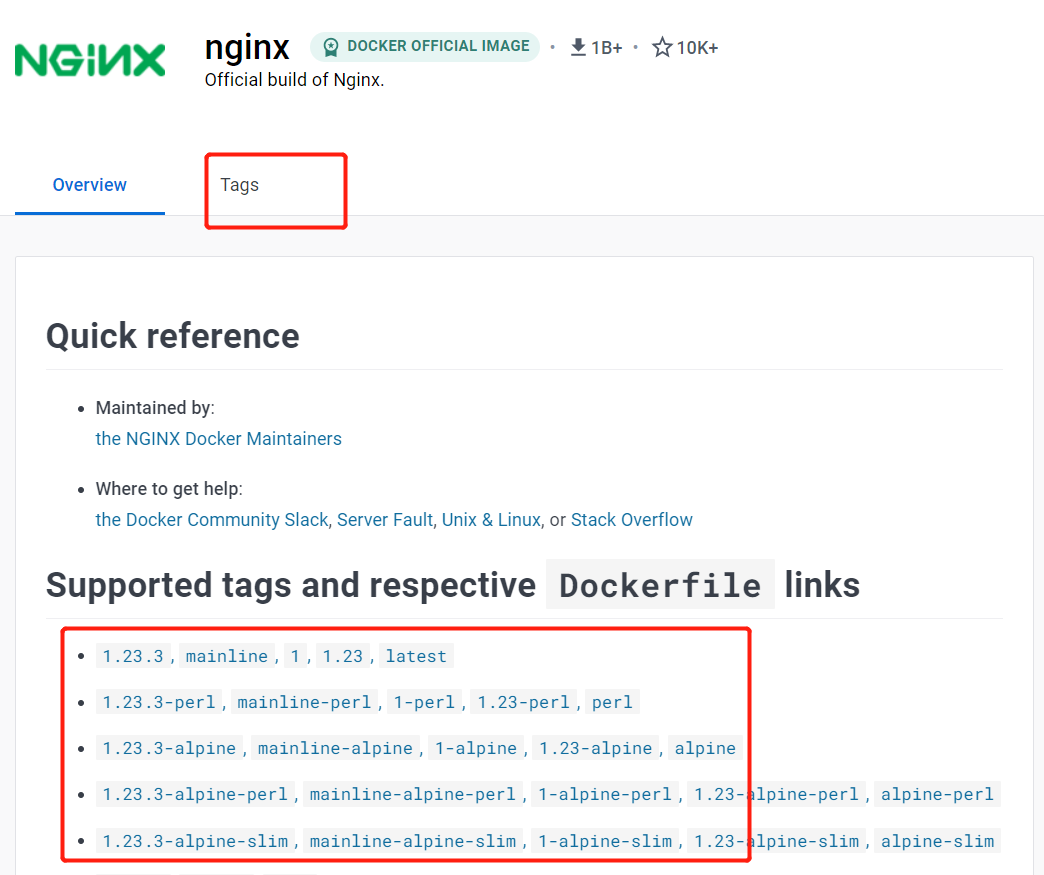 NGINX
nginx DOCKER OFFICIAL IMAGE • 1B+ • 10K+
Official build of Nginx.
Overview Tags
Quick reference
• Maintained by:
the NGINX Docker Maintainers
• Where to get help:
the Docker Community Slack, Server Fault, Unix & Linux, or Stack Overflow
Supported tags and respective Dockerfile links
• 1.23.3, mainline, 1, 1.23, latest
• 1.23.3-perl, mainline-perl, 1-perl, 1.23-perl, perl
• 1.23.3-alpine, mainline-alpine, 1-alpine, 1.23-alpine, alpine
• 1.23.3-alpine-perl, mainline-alpine-perl, 1-alpine-perl, 1.23-alpine-perl, alpine-perl
• 1.23.3-alpine-slim, mainline-alpine-slim, 1-alpine-slim, 1.23-alpine-slim, alpine-slim